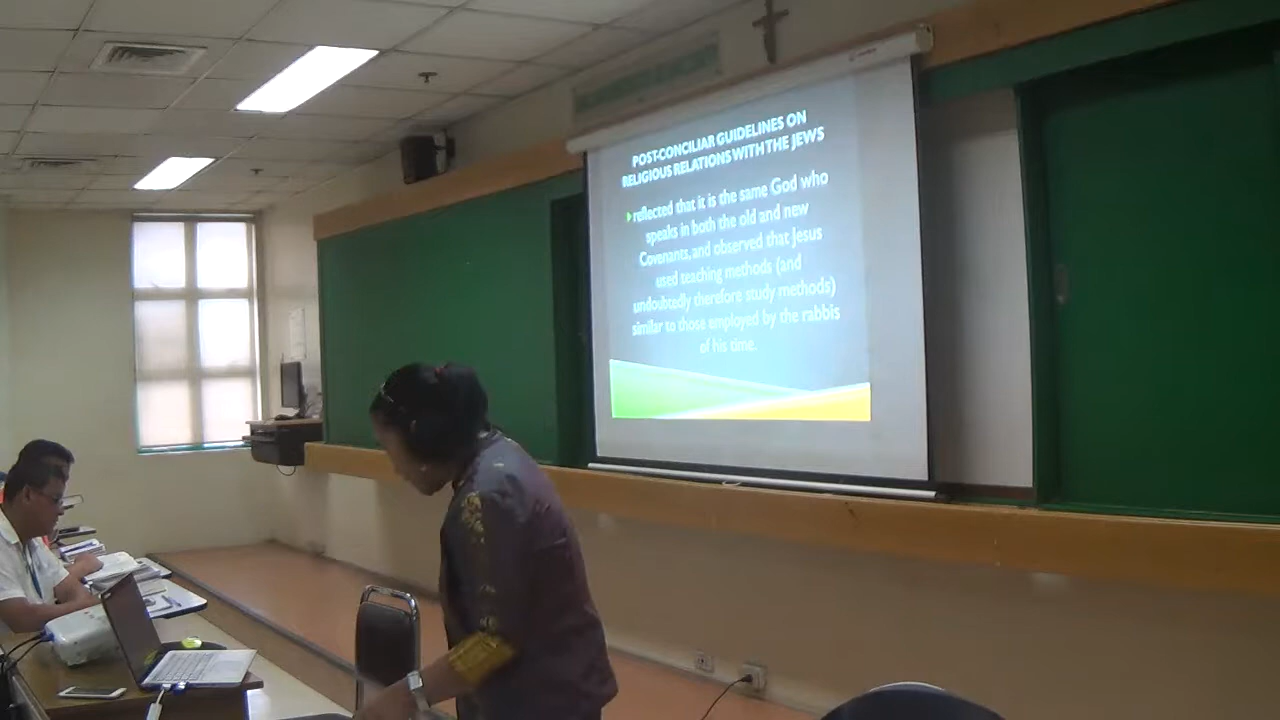 POST-CONCILIAR GUIDELINES ON
RELIGIOUS RELATIONS WITH THE JEWS
reflected that it is the same God who
speaks in both the old and new
Covenants, and observed that Jesus
used teaching methods (and
undoubtedly therefore study methods)
similar to those employed by the rabbis
of his time.